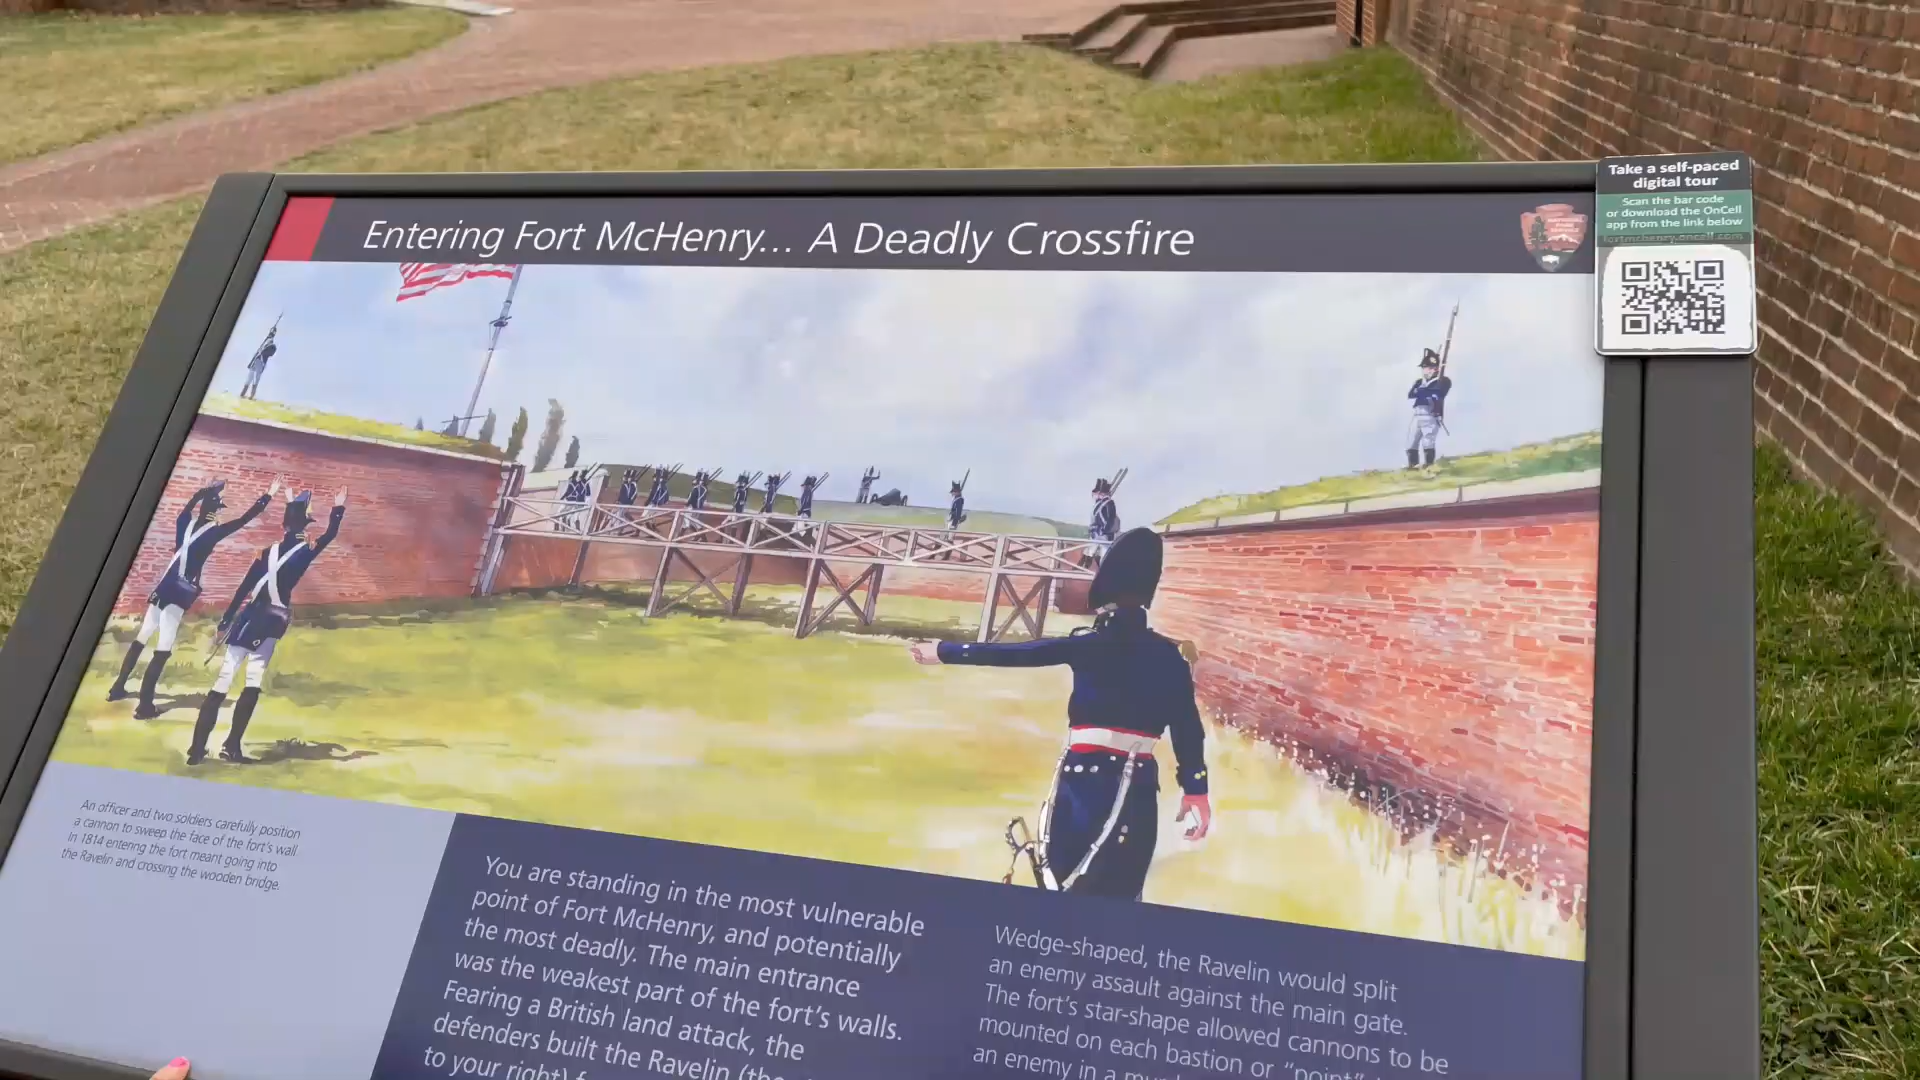 Entering Fort McHenry... A Deadly Crossfire
Take a self-paced
digital tour
Scan the bar code
or download the OnCell
app from the link below
fortmchenry.oncell.com
An officer and two soldiers carefully position
a cannon to sweep the face of the fort's wall.
In 1814 entering the fort meant going into
the Ravelin and crossing the wooden bridge.
You are standing in the most vulnerable
point of Fort McHenry, and potentially
the most deadly. The main entrance
was the weakest part of the fort's walls.
Fearing a British land attack, the
defenders built the Ravelin (the
to your right)
Wedge-shaped, the Ravelin would split
an enemy assault against the main gate.
The fort's star-shape allowed cannons to be
mounted on each bastion or "point"
an enemy in a